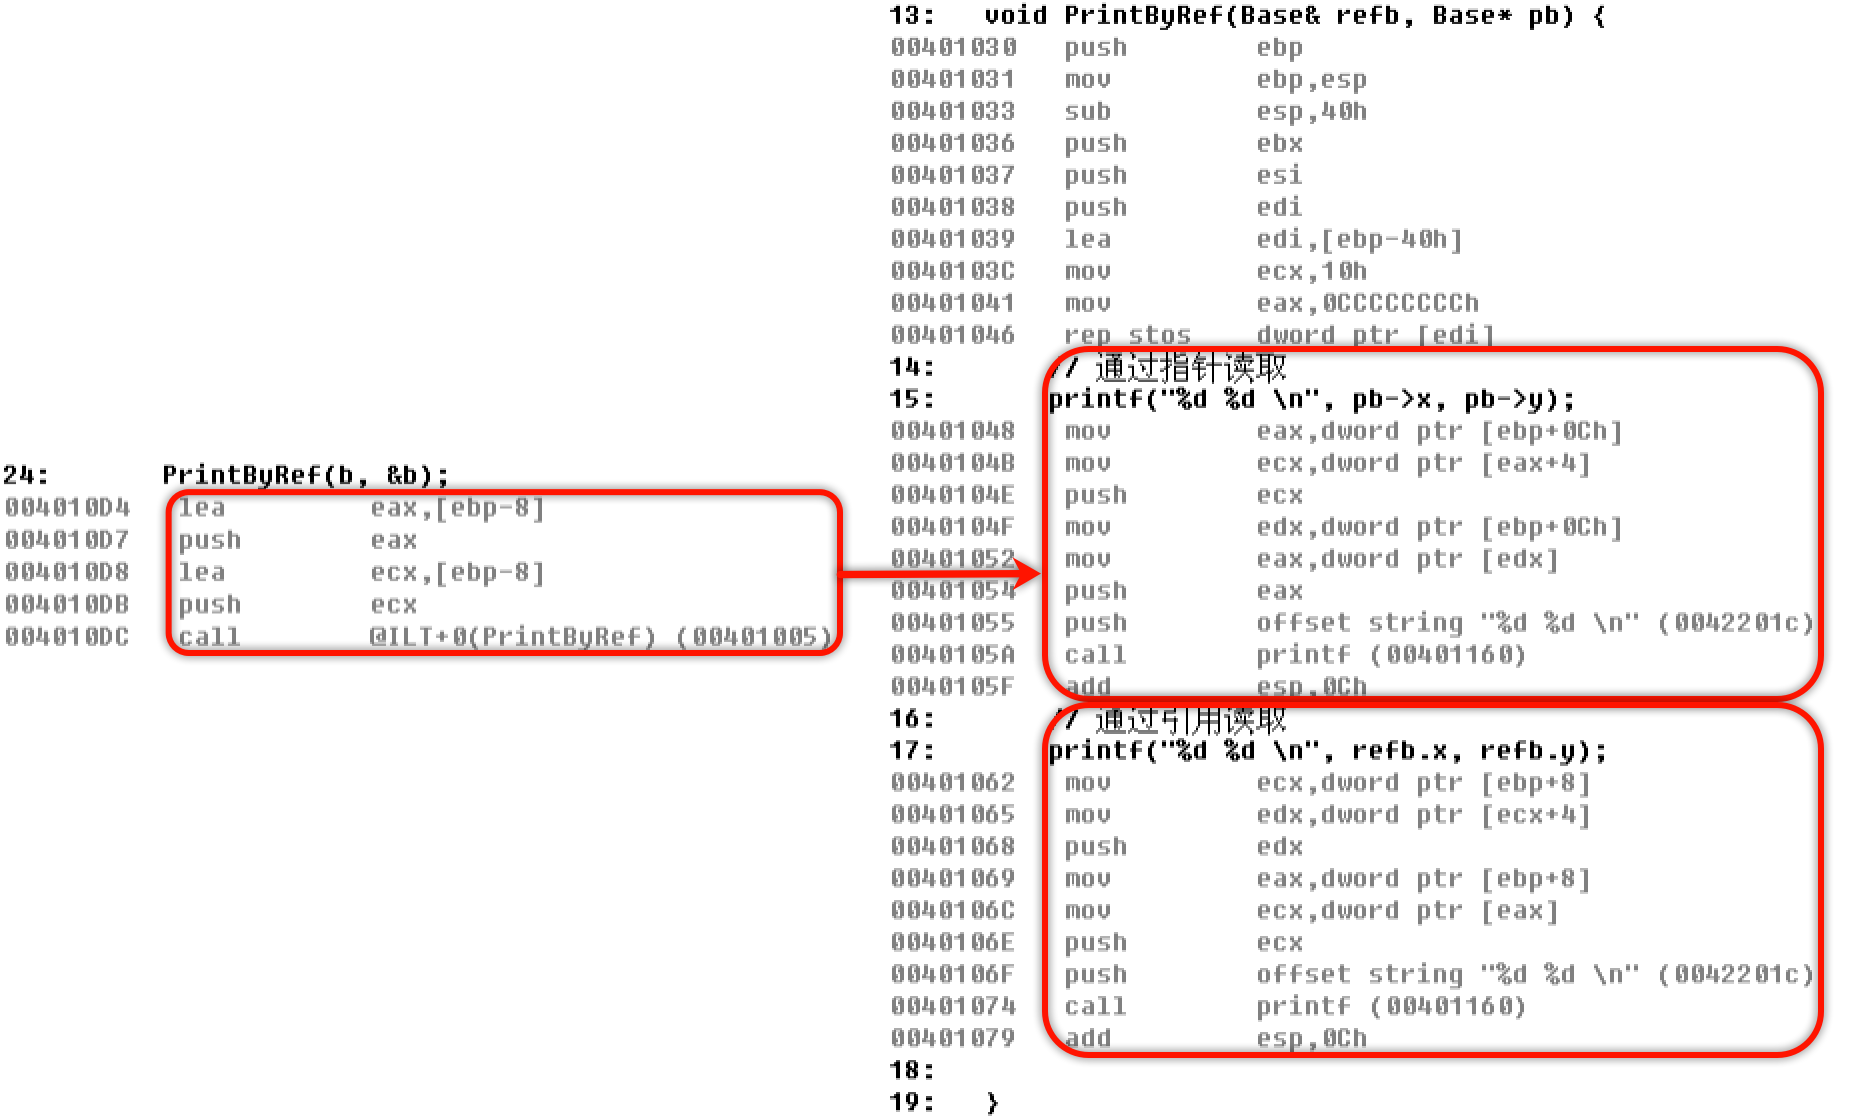 24: PrintByRef(b, &b);
004010D4 lea eax,[ebp-8]
004010D7 push eax
004010D8 lea ecx,[ebp-8]
004010DB push ecx
004010DC call @ILT+0(PrintByRef) (00401005)
13: void PrintByRef(Base& refb, Base* pb) {
00401030 push ebp
00401031 mov ebp,esp
00401033 sub esp,40h
00401036 push ebx
00401037 push esi
00401038 push edi
00401039 lea edi,[ebp-40h]
0040103C mov ecx,10h
00401041 mov eax,0CCCCCCCCh
00401046 rep stos dword ptr [edi]
14: // 通过指针读取
15: printf("%d %d \n", pb->x, pb->y);
00401048 mov eax,dword ptr [ebp+0Ch]
0040104B mov ecx,dword ptr [eax+4]
0040104E push ecx
0040104F mov edx,dword ptr [ebp+0Ch]
00401052 mov eax,dword ptr [edx]
00401054 push eax
00401055 push offset string "%d %d \n" (0042201c)
0040105A call printf (00401160)
0040105F add esp,0Ch
16: // 通过引用读取
17: printf("%d %d \n", refb.x, refb.y);
00401062 mov ecx,dword ptr [ebp+8]
00401065 mov edx,dword ptr [ecx+4]
00401068 push edx
00401069 mov eax,dword ptr [ebp+8]
0040106C mov ecx,dword ptr [eax]
0040106E push ecx
0040106F push offset string "%d %d \n" (0042201c)
00401074 call printf (00401160)
00401079 add esp,0Ch
18:
19: }